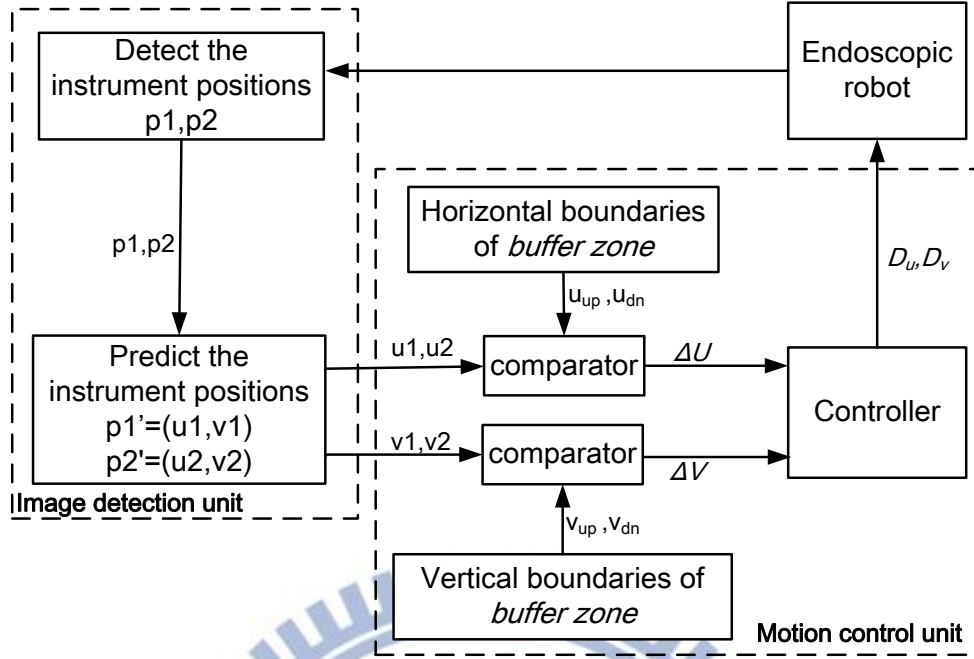 Detect the
instrument positions
p1,p2
Endoscopic
robot
p1,p2
Horizontal boundaries
of buffer zone
D_u,D_v
u_up ,u_dn
Predict the
instrument positions
p1’=(u1,v1)
p2'=(u2,v2)
u1,u2
comparator
ΔU
Controller
v1,v2
comparator
ΔV
Image detection unit
v_up ,v_dn
Vertical boundaries of
buffer zone
Motion control unit